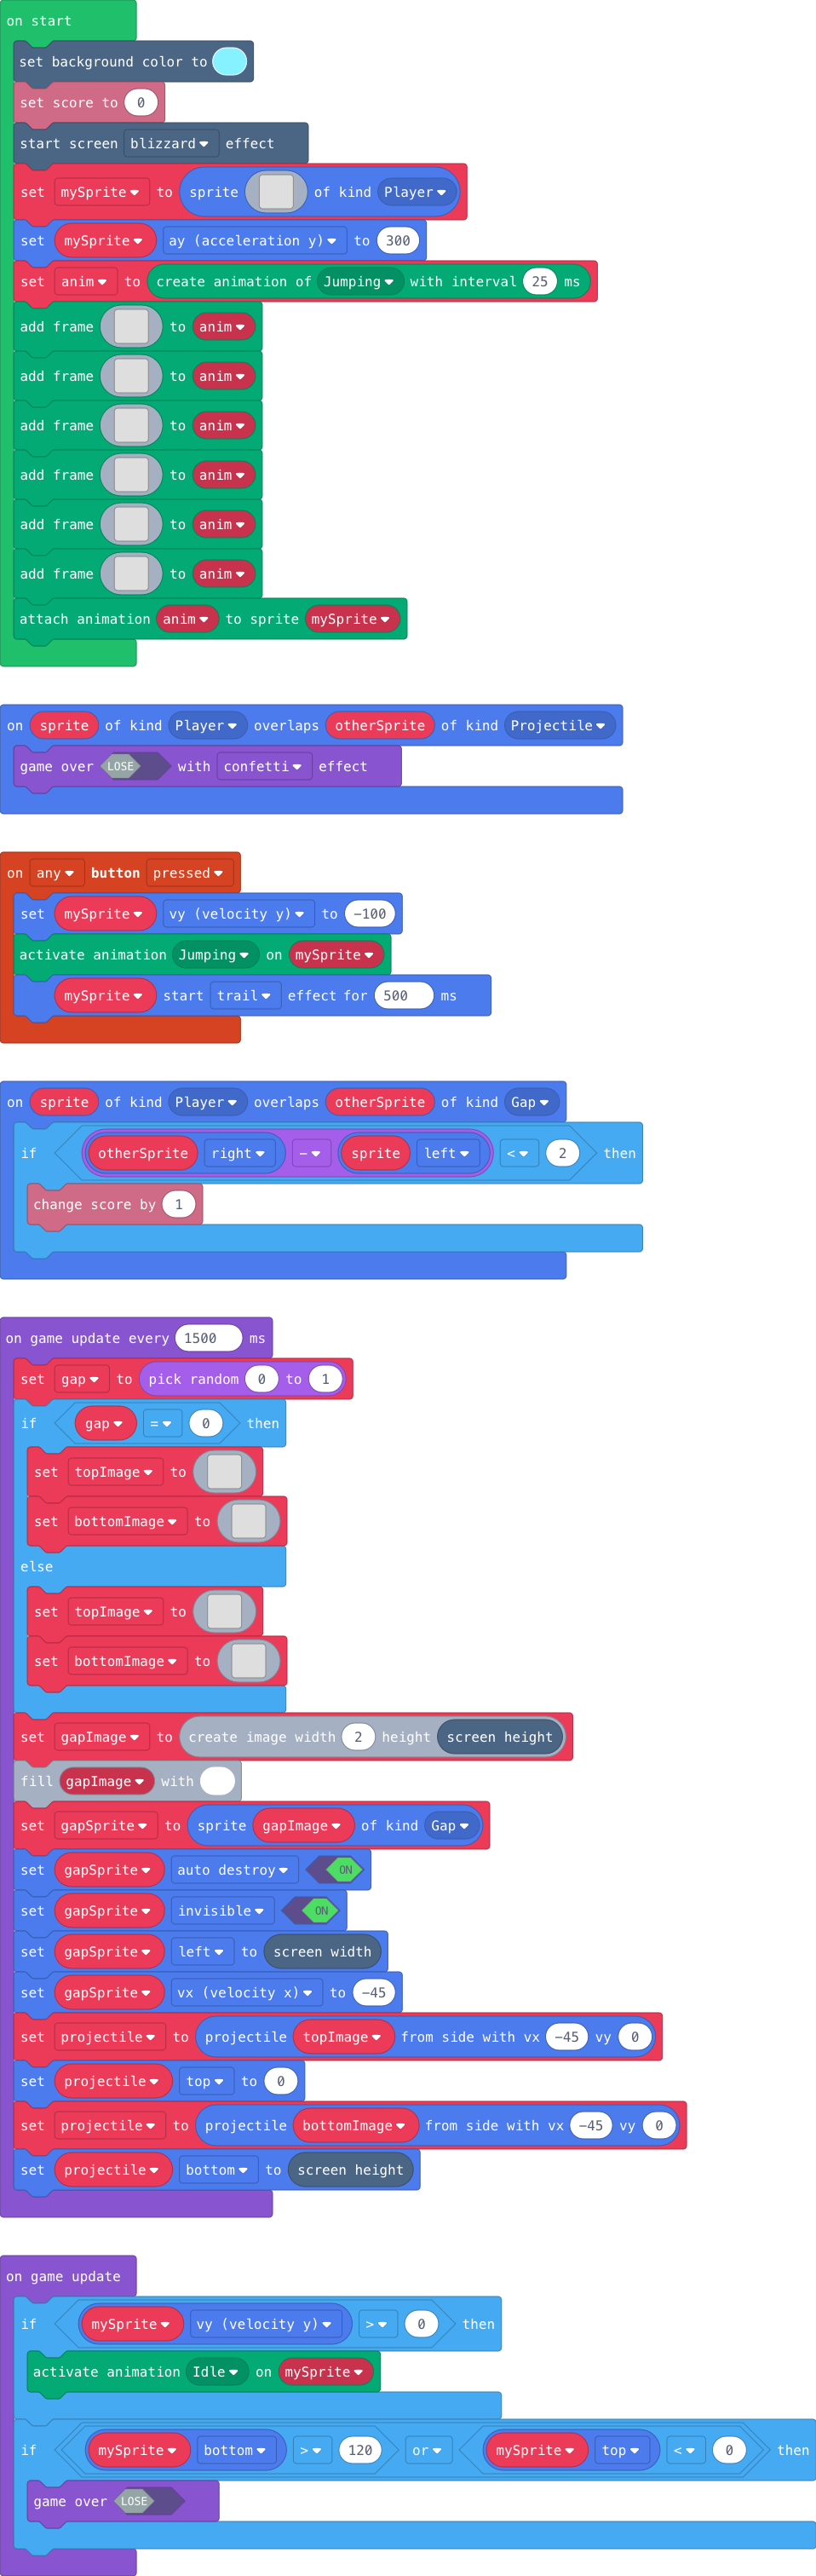 on start
set background color to
set score to 0
start screen blizzard effect
set mySprite to sprite of kind Player
set mySprite ay (acceleration y) to 300
set anim to create animation of Jumping with interval 25 ms
add frame to anim
add frame to anim
add frame to anim
add frame to anim
add frame to anim
add frame to anim
attach animation anim to sprite mySprite
on sprite of kind Player overlaps otherSprite of kind Projectile
game over LOSE with confetti effect
on any button pressed
set mySprite vy (velocity y) to -100
activate animation Jumping on mySprite
mySprite start trail effect for 500 ms
on sprite of kind Player overlaps otherSprite of kind Gap
if otherSprite right - sprite left < 2 then
change score by 1
on game update every 1500 ms
set gap to pick random 0 to 1
if gap = 0 then
set topImage to
set bottomImage to
else
set topImage to
set bottomImage to
set gapImage to create image width 2 height screen height
fill gapImage with
set gapSprite to sprite gapImage of kind Gap
set gapSprite auto destroy ON
set gapSprite invisible ON
set gapSprite left to screen width
set gapSprite vx (velocity x) to -45
set projectile to projectile topImage from side with vx -45 vy 0
set projectile top to 0
set projectile to projectile bottomImage from side with vx -45 vy 0
set projectile bottom to screen height
on game update
if mySprite vy (velocity y) > 0 then
activate animation Idle on mySprite
if mySprite bottom > 120 or mySprite top < 0 then
game over LOSE